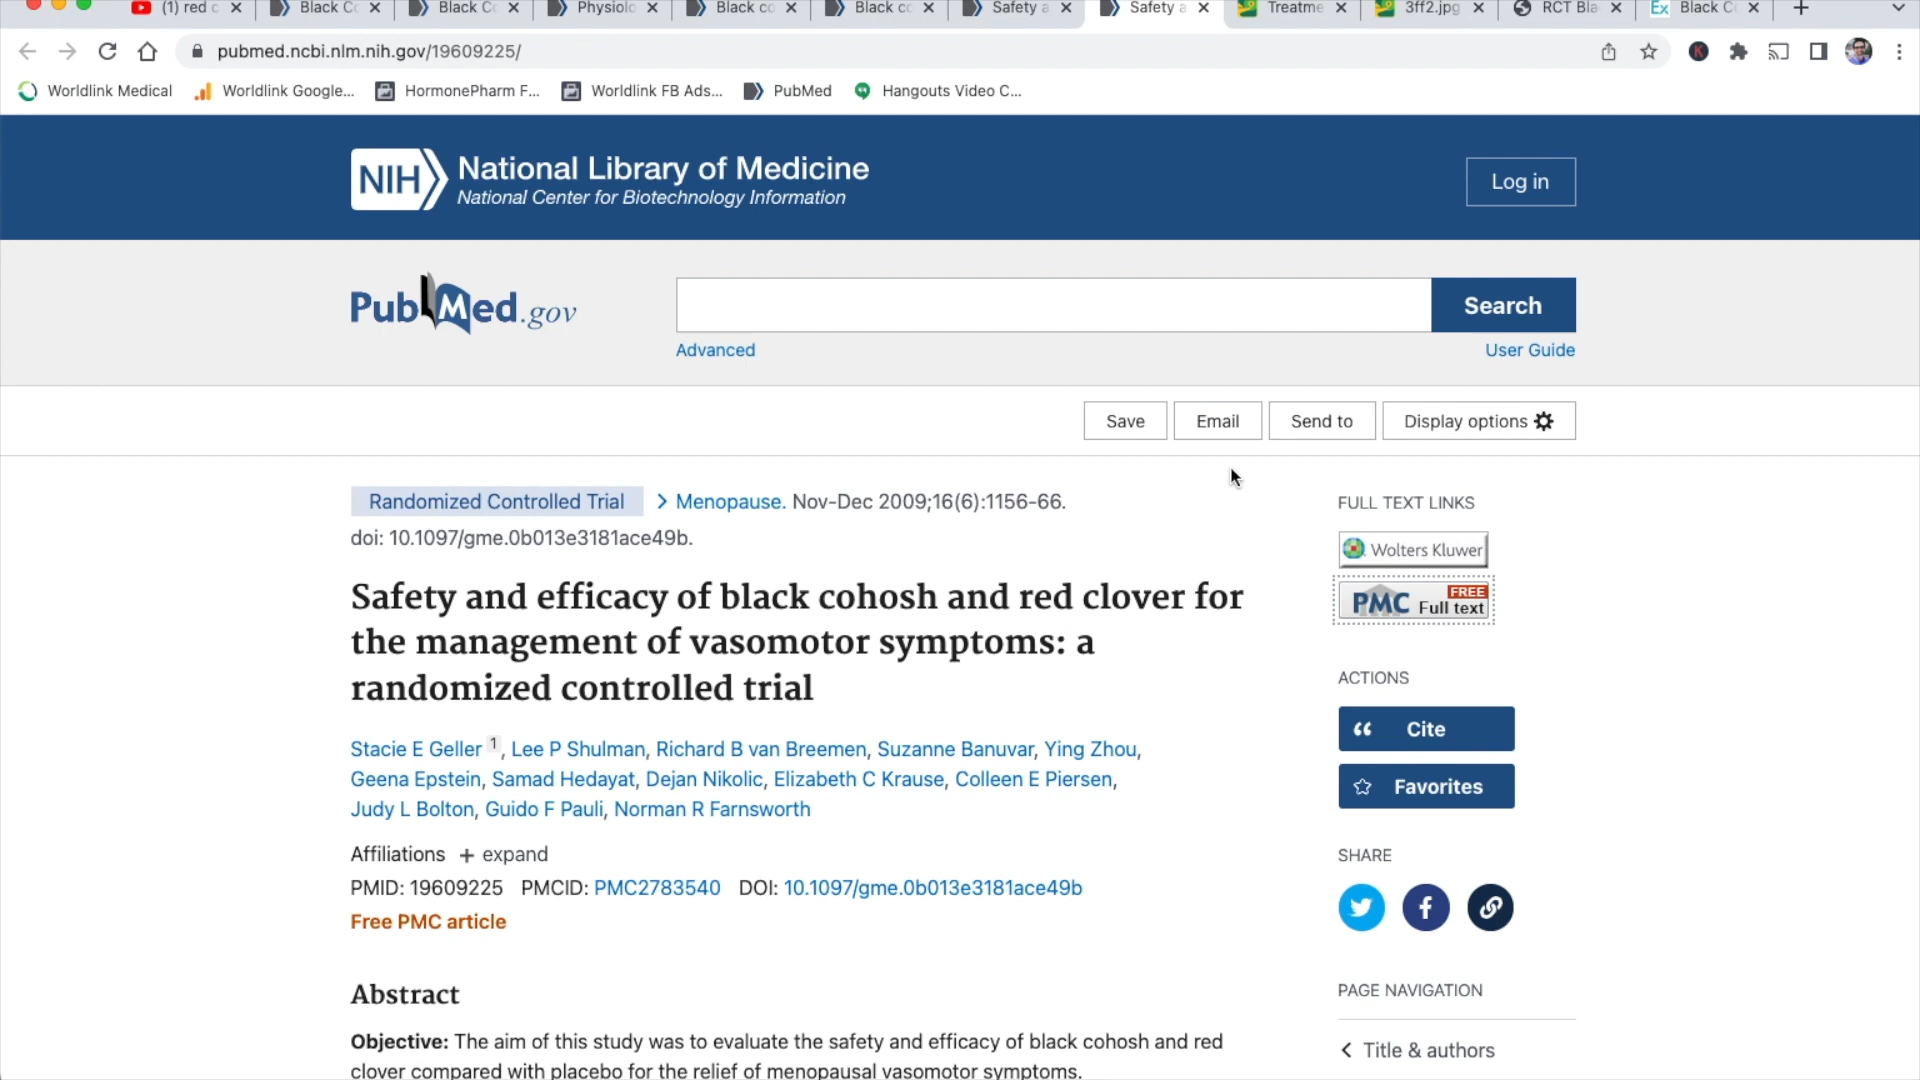 (1) red c
Black C
Black C
Physiol
Black co
Black co
Safety a
Safety a
Treatme
3ff2.jpg
RCT Bla
Ex Black C
pubmed.ncbi.nlm.nih.gov/19609225/
K
Worldlink Medical
Worldlink Google...
HormonePharm F...
Worldlink FB Ads...
PubMed
Hangouts Video C...
NIH National Library of Medicine
National Center for Biotechnology Information
Log in
PubMed.gov
Search
Advanced
User Guide
Save
Email
Send to
Display options
Randomized Controlled Trial > Menopause. Nov-Dec 2009;16(6):1156-66.
doi: 10.1097/gme.0b013e3181ace49b.
Safety and efficacy of black cohosh and red clover for
the management of vasomotor symptoms: a
randomized controlled trial
Stacie E Geller 1, Lee P Shulman, Richard B van Breemen, Suzanne Banuvar, Ying Zhou,
Geena Epstein, Samad Hedayat, Dejan Nikolic, Elizabeth C Krause, Colleen E Piersen,
Judy L Bolton, Guido F Pauli, Norman R Farnsworth
Affiliations + expand
PMID: 19609225 PMCID: PMC2783540 DOI: 10.1097/gme.0b013e3181ace49b
Free PMC article
Abstract
Objective: The aim of this study was to evaluate the safety and efficacy of black cohosh and red
clover compared with placebo for the relief of menopausal vasomotor symptoms.
FULL TEXT LINKS
Wolters Kluwer
PMC FREE Full text
ACTIONS
Cite
Favorites
SHARE
PAGE NAVIGATION
Title & authors